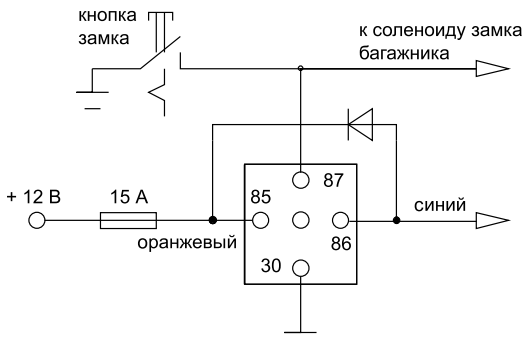 кнопка
замка
к соленоиду замка
багажника
87
+ 12 В
15 А
85
синий
оранжевый
86
30